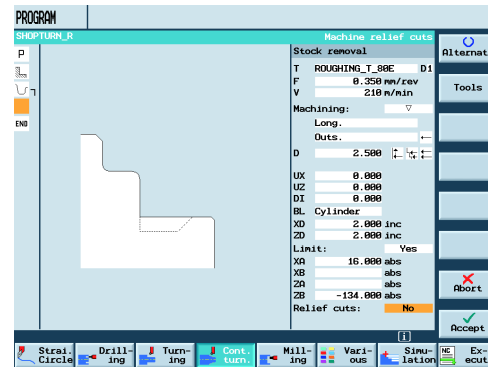 PROGRAM
SHOPTURN_R
Machine relief cuts
P
END
Stock removal
T ROUGHING_T_80E D1
F 0.350 mm/rev
V 210 m/min
Machining: ▽
Long.
Outs. ←
D 2.500
UX 0.000
UZ 0.000
DI 0.000
BL Cylinder
XD 2.000 inc
ZD 2.000 inc
Limit: Yes
XA 16.000 abs
XB abs
ZA abs
ZB -134.000 abs
Relief cuts: No
i
Alternat
Tools
Abort
Accept
Strai. Circle
Drill- ing
Turn- ing
Cont. turn.
Mill- ing
Vari- ous
Simu- lation
NC Ex- ecut